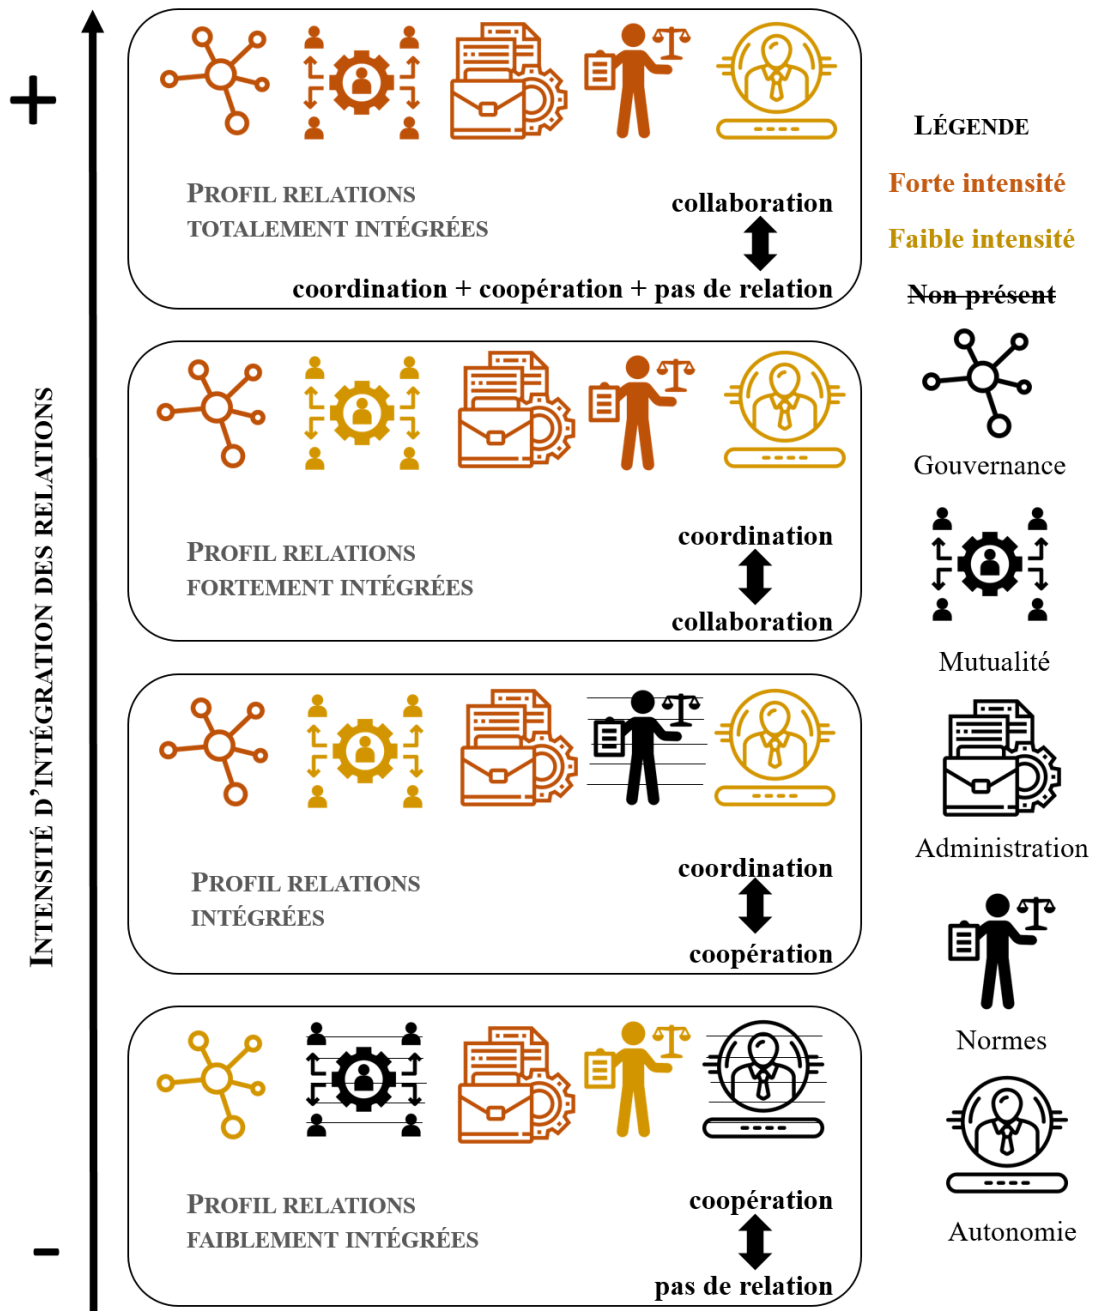 +
INTENSITÉ D’INTÉGRATION DES RELATIONS
-
PROFIL RELATIONS
TOTALEMENT INTÉGRÉES
collaboration
coordination + coopération + pas de relation
PROFIL RELATIONS
FORTEMENT INTÉGRÉES
coordination
collaboration
PROFIL RELATIONS
INTÉGRÉES
coordination
coopération
PROFIL RELATIONS
FAIBLEMENT INTÉGRÉES
coopération
pas de relation
LÉGENDE
Forte intensité
Faible intensité
Non présent
Gouvernance
Mutualité
Administration
Normes
Autonomie